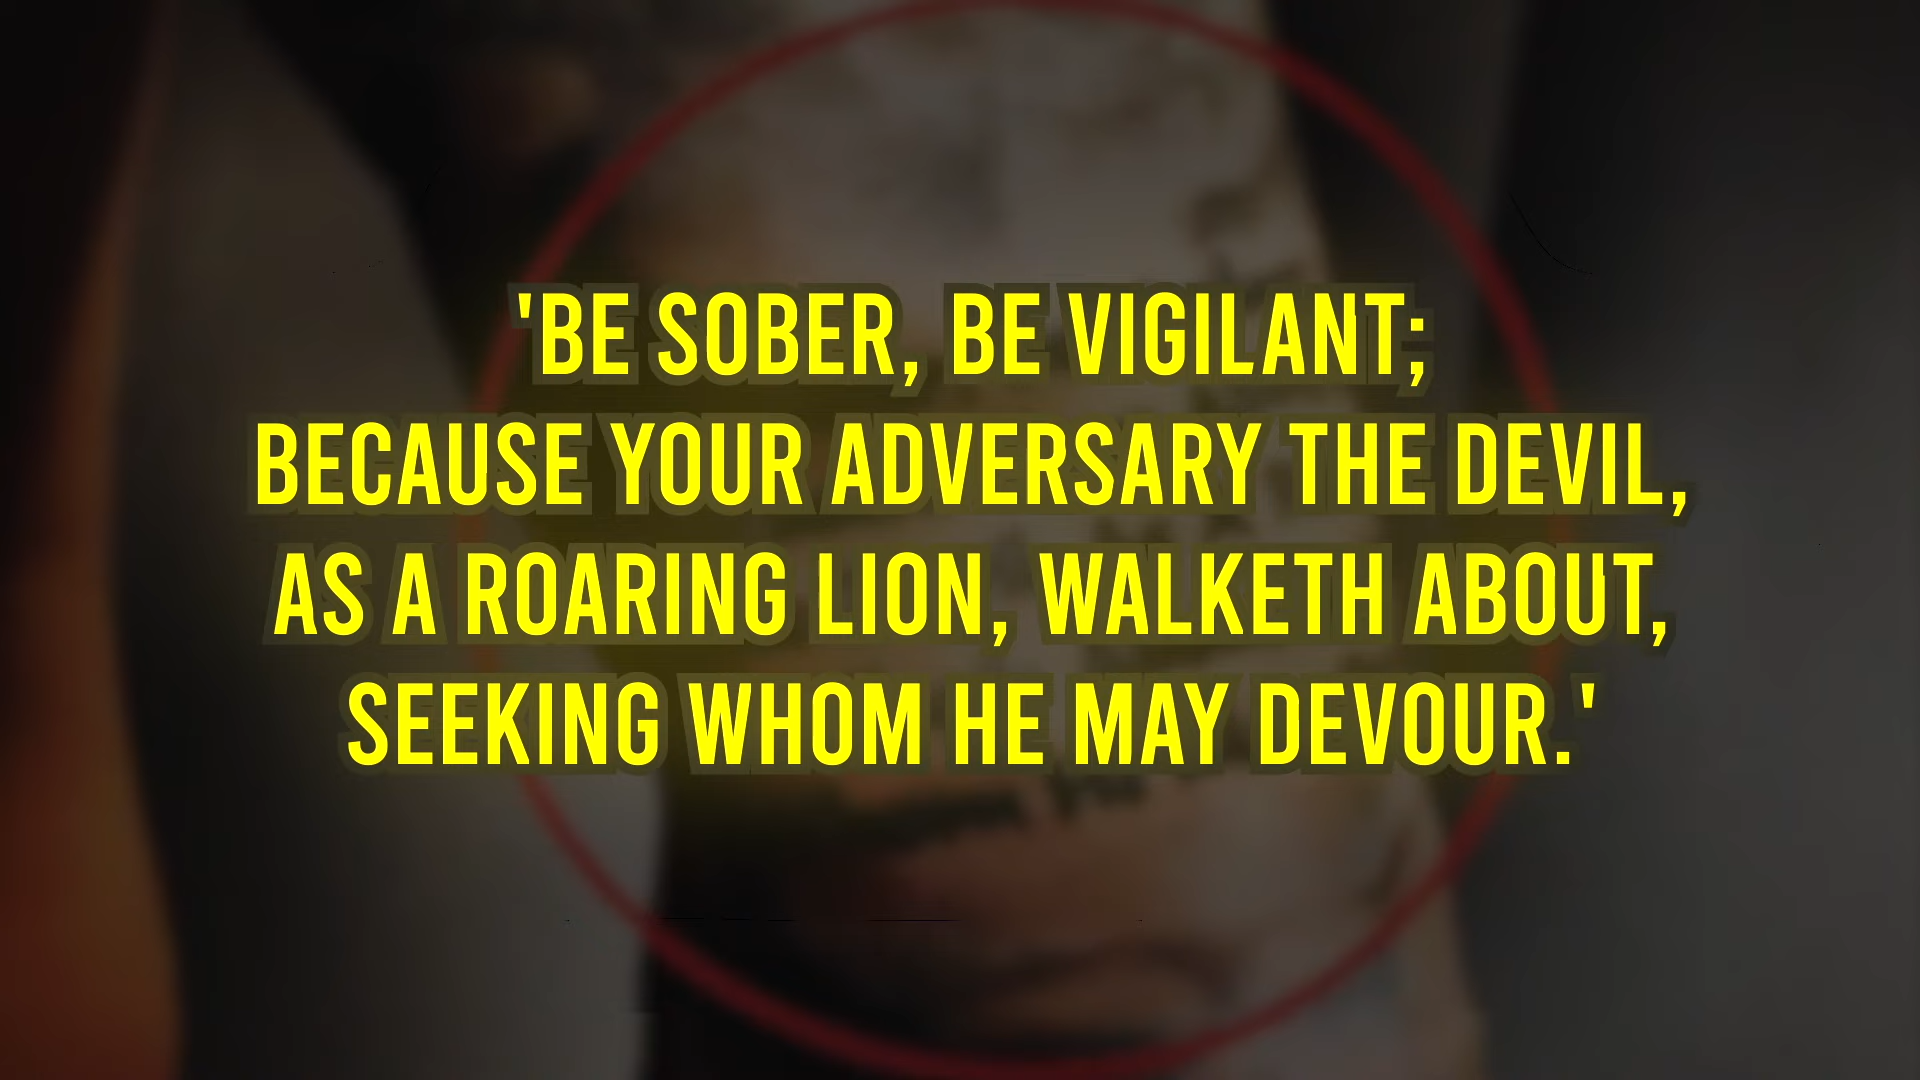 'BE SOBER, BE VIGILANT;
BECAUSE YOUR ADVERSARY THE DEVIL,
AS A ROARING LION, WALKETH ABOUT,
SEEKING WHOM HE MAY DEVOUR.'